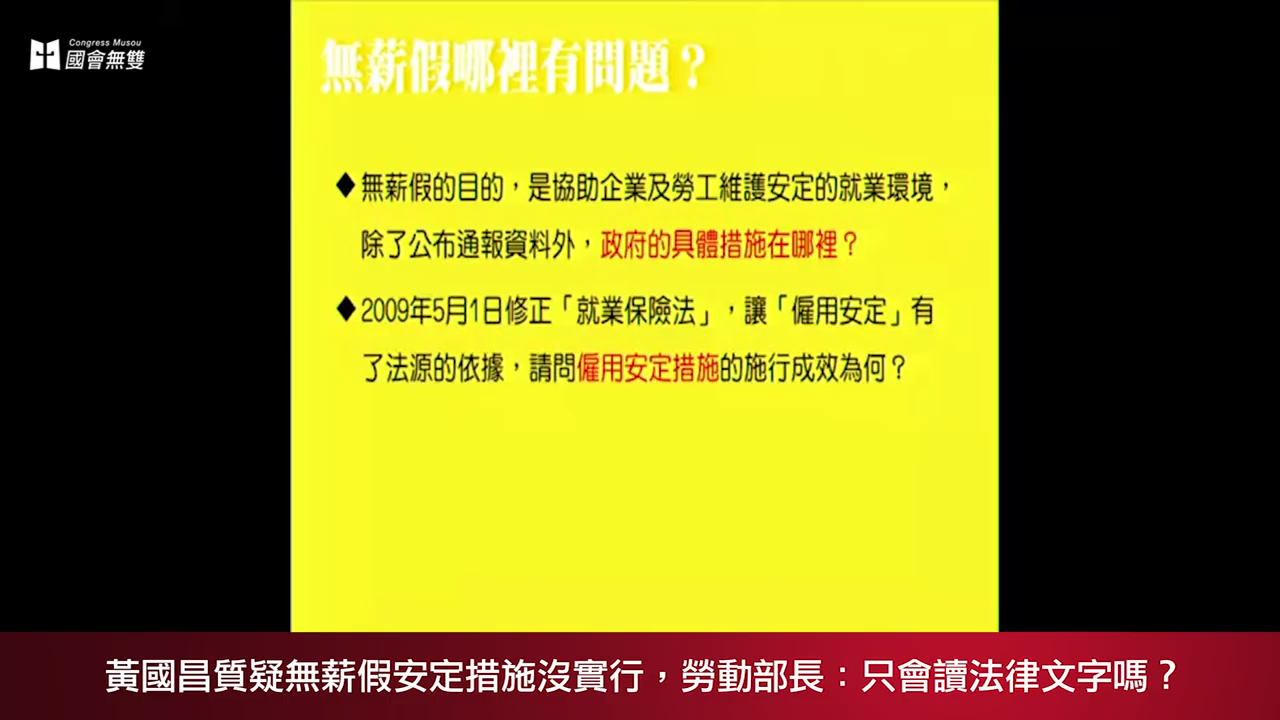 Congress Musou
國會無雙
無薪假哪裡有問題？
◆無薪假的目的，是協助企業及勞工維護安定的就業環境，
除了公布通報資料外，政府的具體措施在哪裡？
◆2009年5月1日修正「就業保險法」，讓「僱用安定」有
了法源的依據，請問僱用安定措施的施行成效為何？
黃國昌質疑無薪假安定措施沒實行，勞動部長：只會讀法律文字嗎？